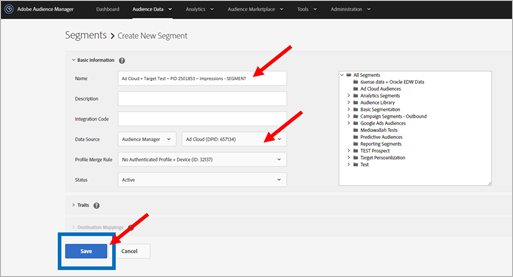 Adobe Audience Manager Dashboard Audience Data Analytics Audience Marketplace Tools Administration
Segments > Create New Segment
Basic Information
Name Ad Cloud + Target Test – PID 2501853 – Impressions - SEGMENT
Description
Integration Code
Data Source Audience Manager Ad Cloud (DPID: 657134)
Profile Merge Rule No Authenticated Profile + Device (ID: 32137)
Status Active
All Segments
6sense data + Oracle EDW Data
Ad Cloud Audiences
Analytics Segments
Audience Library
Basic Segmentation
Campaign Segments - Outbound
Google Ads Audiences
Mediawallah Tests
Predictive Audiences
Reporting Segments
TEST Prospect
Target Personalization
Test
Traits
Destination Mappings
Save Cancel